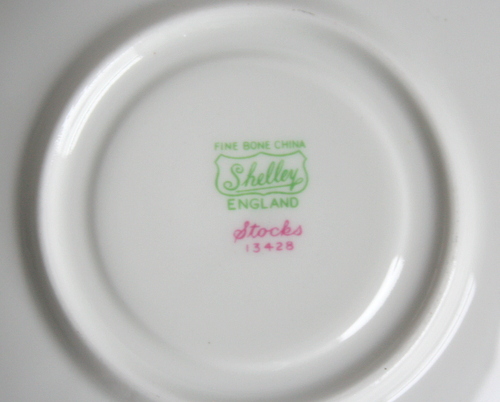 FINE BONE CHINA
Shelley
ENGLAND
Stocks
13428